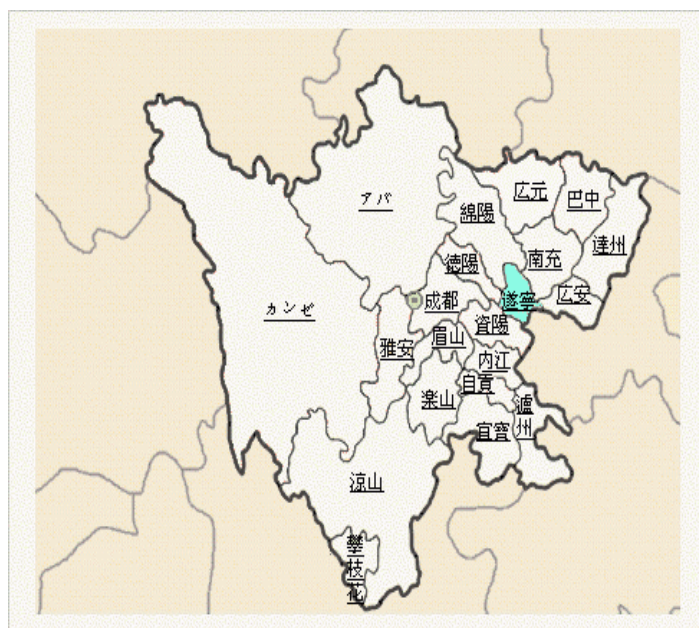 広元
巴中
アバ
綿陽
達州
南充
徳陽
広安
遂寧
成都
カンゼ
資陽
眉山
雅安
内江
自貢
楽山
瀘州
宜賓
涼山
攀枝花